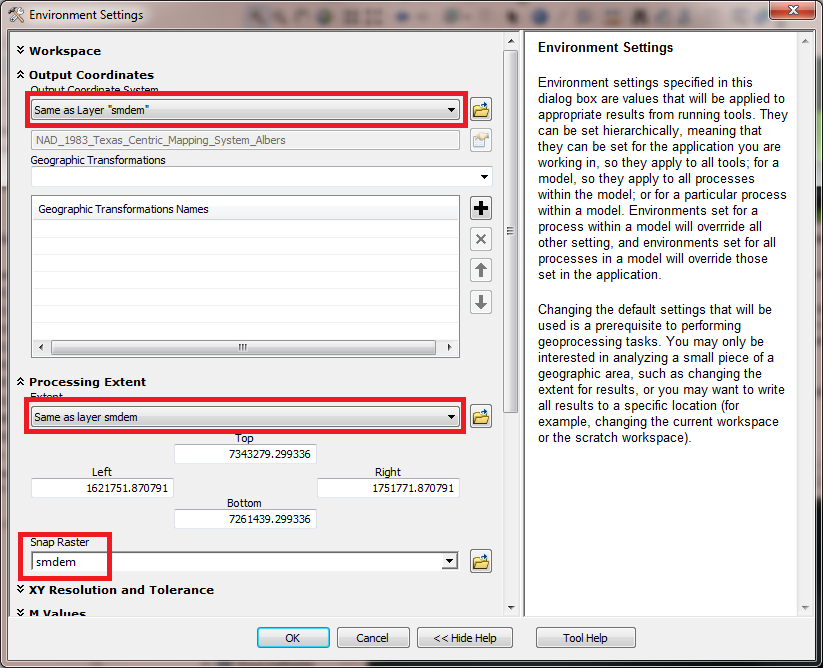 Environment Settings
Workspace
Output Coordinates
Output Coordinate System
Same as Layer "smdem"
NAD_1983_Texas_Centric_Mapping_System_Albers
Geographic Transformations
Geographic Transformations Names
Processing Extent
Extent
Same as layer smdem
Top
7343279.299336
Left
Right
1621751.870791
1751771.870791
Bottom
7261439.299336
Snap Raster
smdem
XY Resolution and Tolerance
M Values
OK
Cancel
<< Hide Help
Tool Help
Environment Settings
Environment settings specified in this
dialog box are values that will be applied to
appropriate results from running tools. They
can be set hierarchically, meaning that
they can be set for the application you are
working in, so they apply to all tools; for a
model, so they apply to all processes
within the model; or for a particular process
within a model. Environments set for a
process within a model will overrride all
other setting, and environments set for all
processes in a model will override those
set in the application.
Changing the default settings that will be
used is a prerequisite to performing
geoprocessing tasks. You may only be
interested in analyzing a small piece of a
geographic area, such as changing the
extent for results, or you may want to write
all results to a specific location (for
example, changing the current workspace
or the scratch workspace).